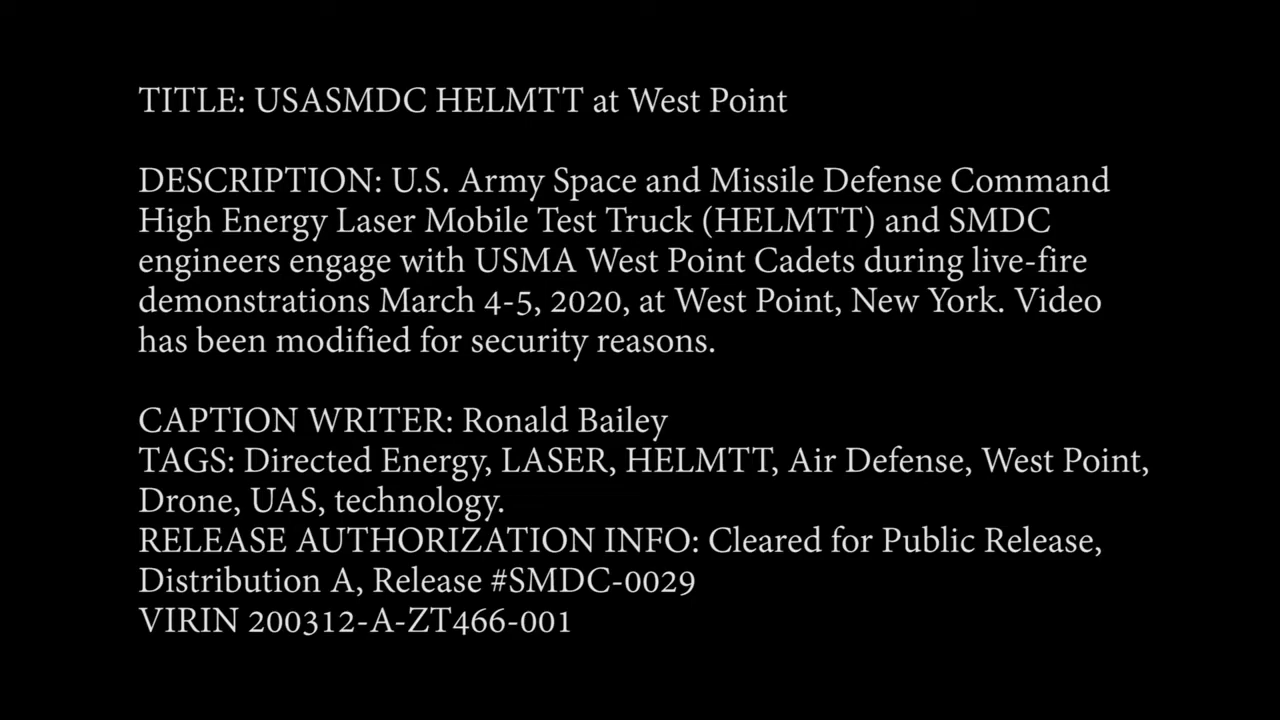 TITLE: USASMDC HELMTT at West Point
DESCRIPTION: U.S. Army Space and Missile Defense Command
High Energy Laser Mobile Test Truck (HELMTT) and SMDC
engineers engage with USMA West Point Cadets during live-fire
demonstrations March 4-5, 2020, at West Point, New York. Video
has been modified for security reasons.
CAPTION WRITER: Ronald Bailey
TAGS: Directed Energy, LASER, HELMTT, Air Defense, West Point,
Drone, UAS, technology.
RELEASE AUTHORIZATION INFO: Cleared for Public Release,
Distribution A, Release #SMDC-0029
VIRIN 200312-A-ZT466-001